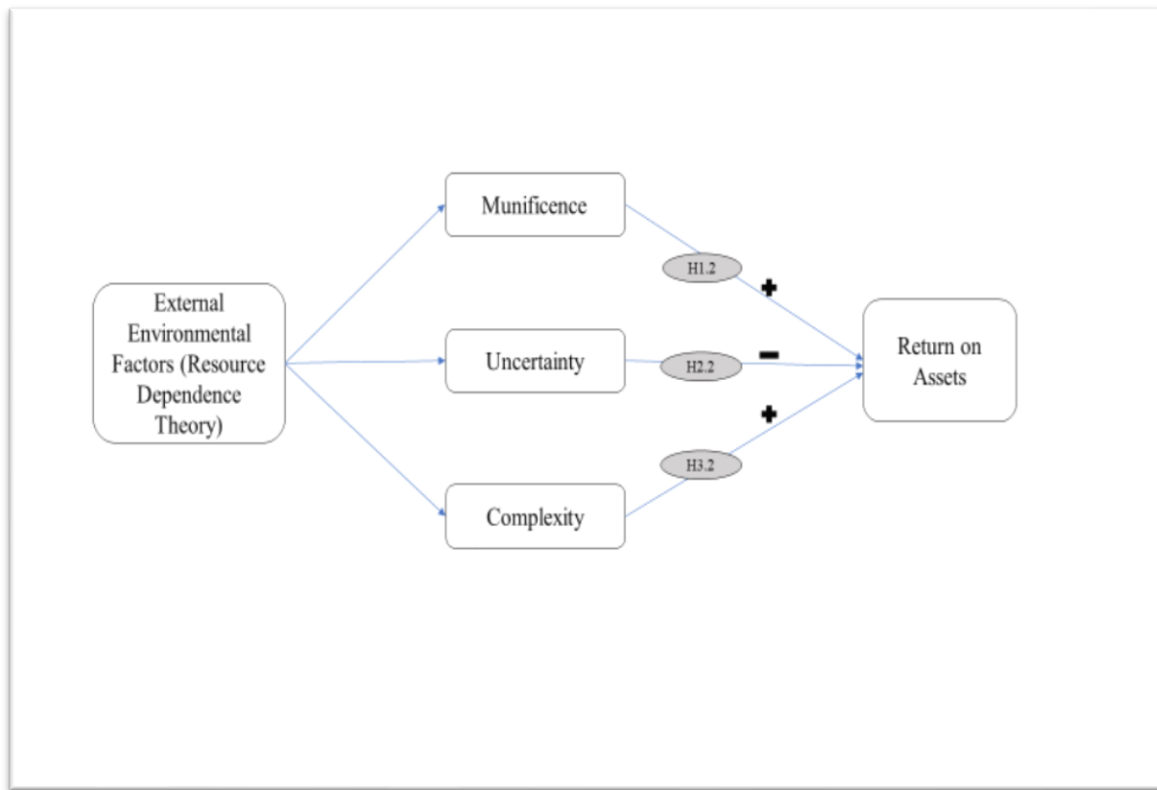 External
Environmental
Factors (Resource
Dependence
Theory)
Munificence
Uncertainty
Complexity
H1.2
+
H2.2
-
H3.2
+
Return on
Assets